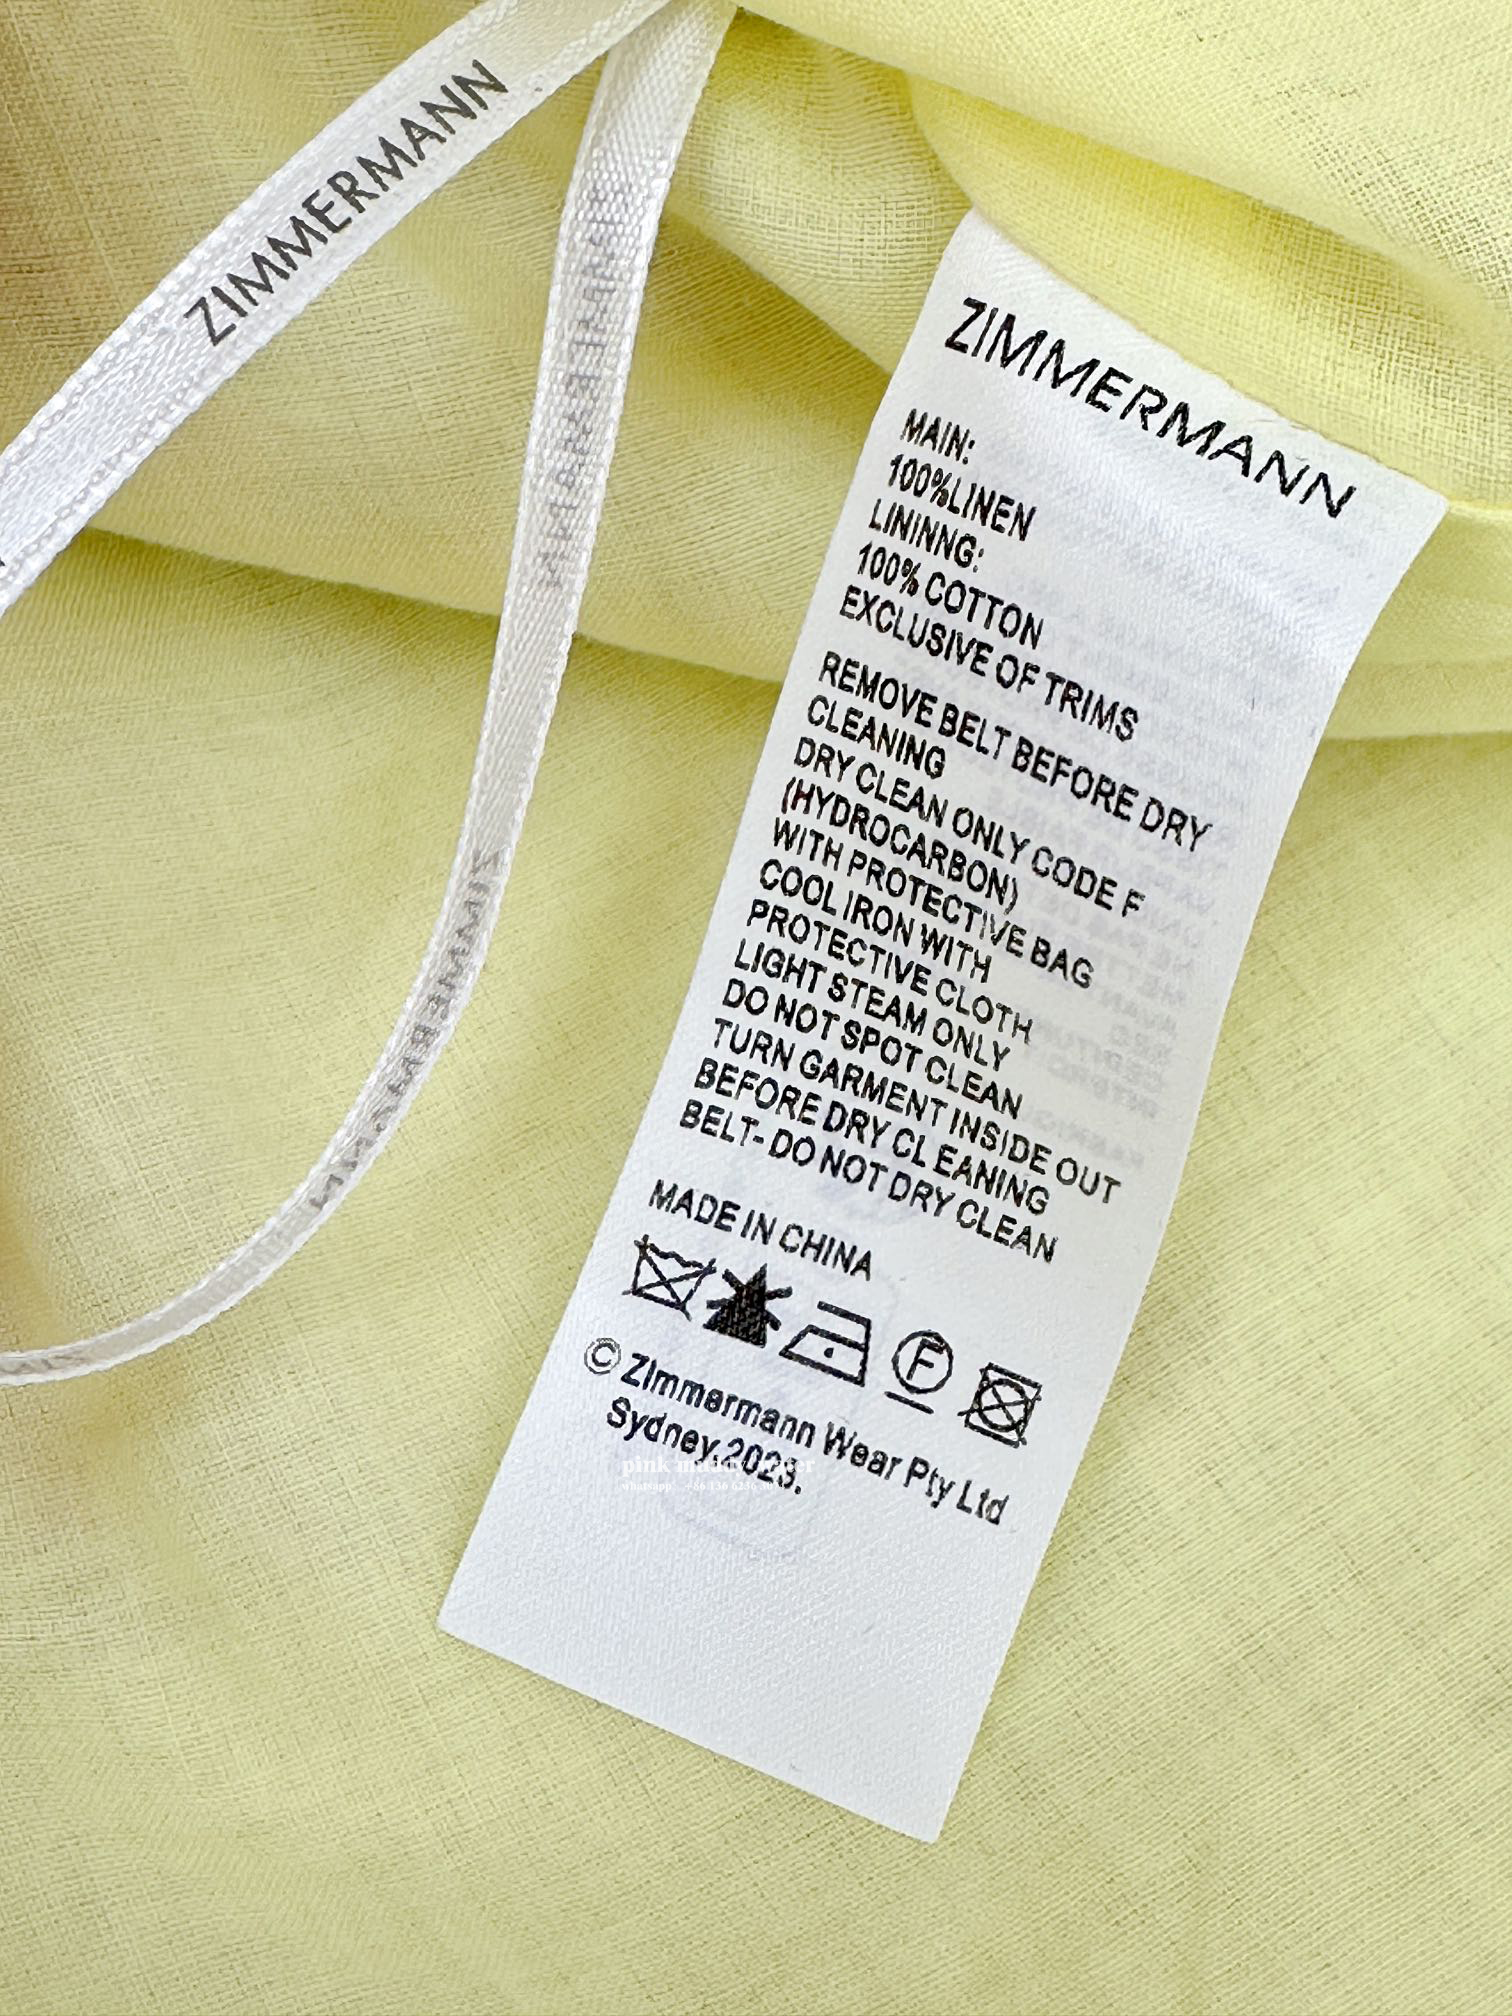 ZIMMERMANN
ZIMMERMANN
ZIMMERMANN
MAIN:
100%LINEN
LININNG:
100% COTTON
EXCLUSIVE OF TRIMS
REMOVE BELT BEFORE DRY
CLEANING
DRY CLEAN ONLY CODE F
(HYDROCARBON)
WITH PROTECTIVE BAG
COOL IRON WITH
PROTECTIVE CLOTH
LIGHT STEAM ONLY
DO NOT SPOT CLEAN
TURN GARMENT INSIDE OUT
BEFORE DRY CL EANING
BELT- DO NOT DRY CLEAN
MADE IN CHINA
F
© Zimmermann Wear Pty Ltd
Sydney,2023.
pink
whatsapp